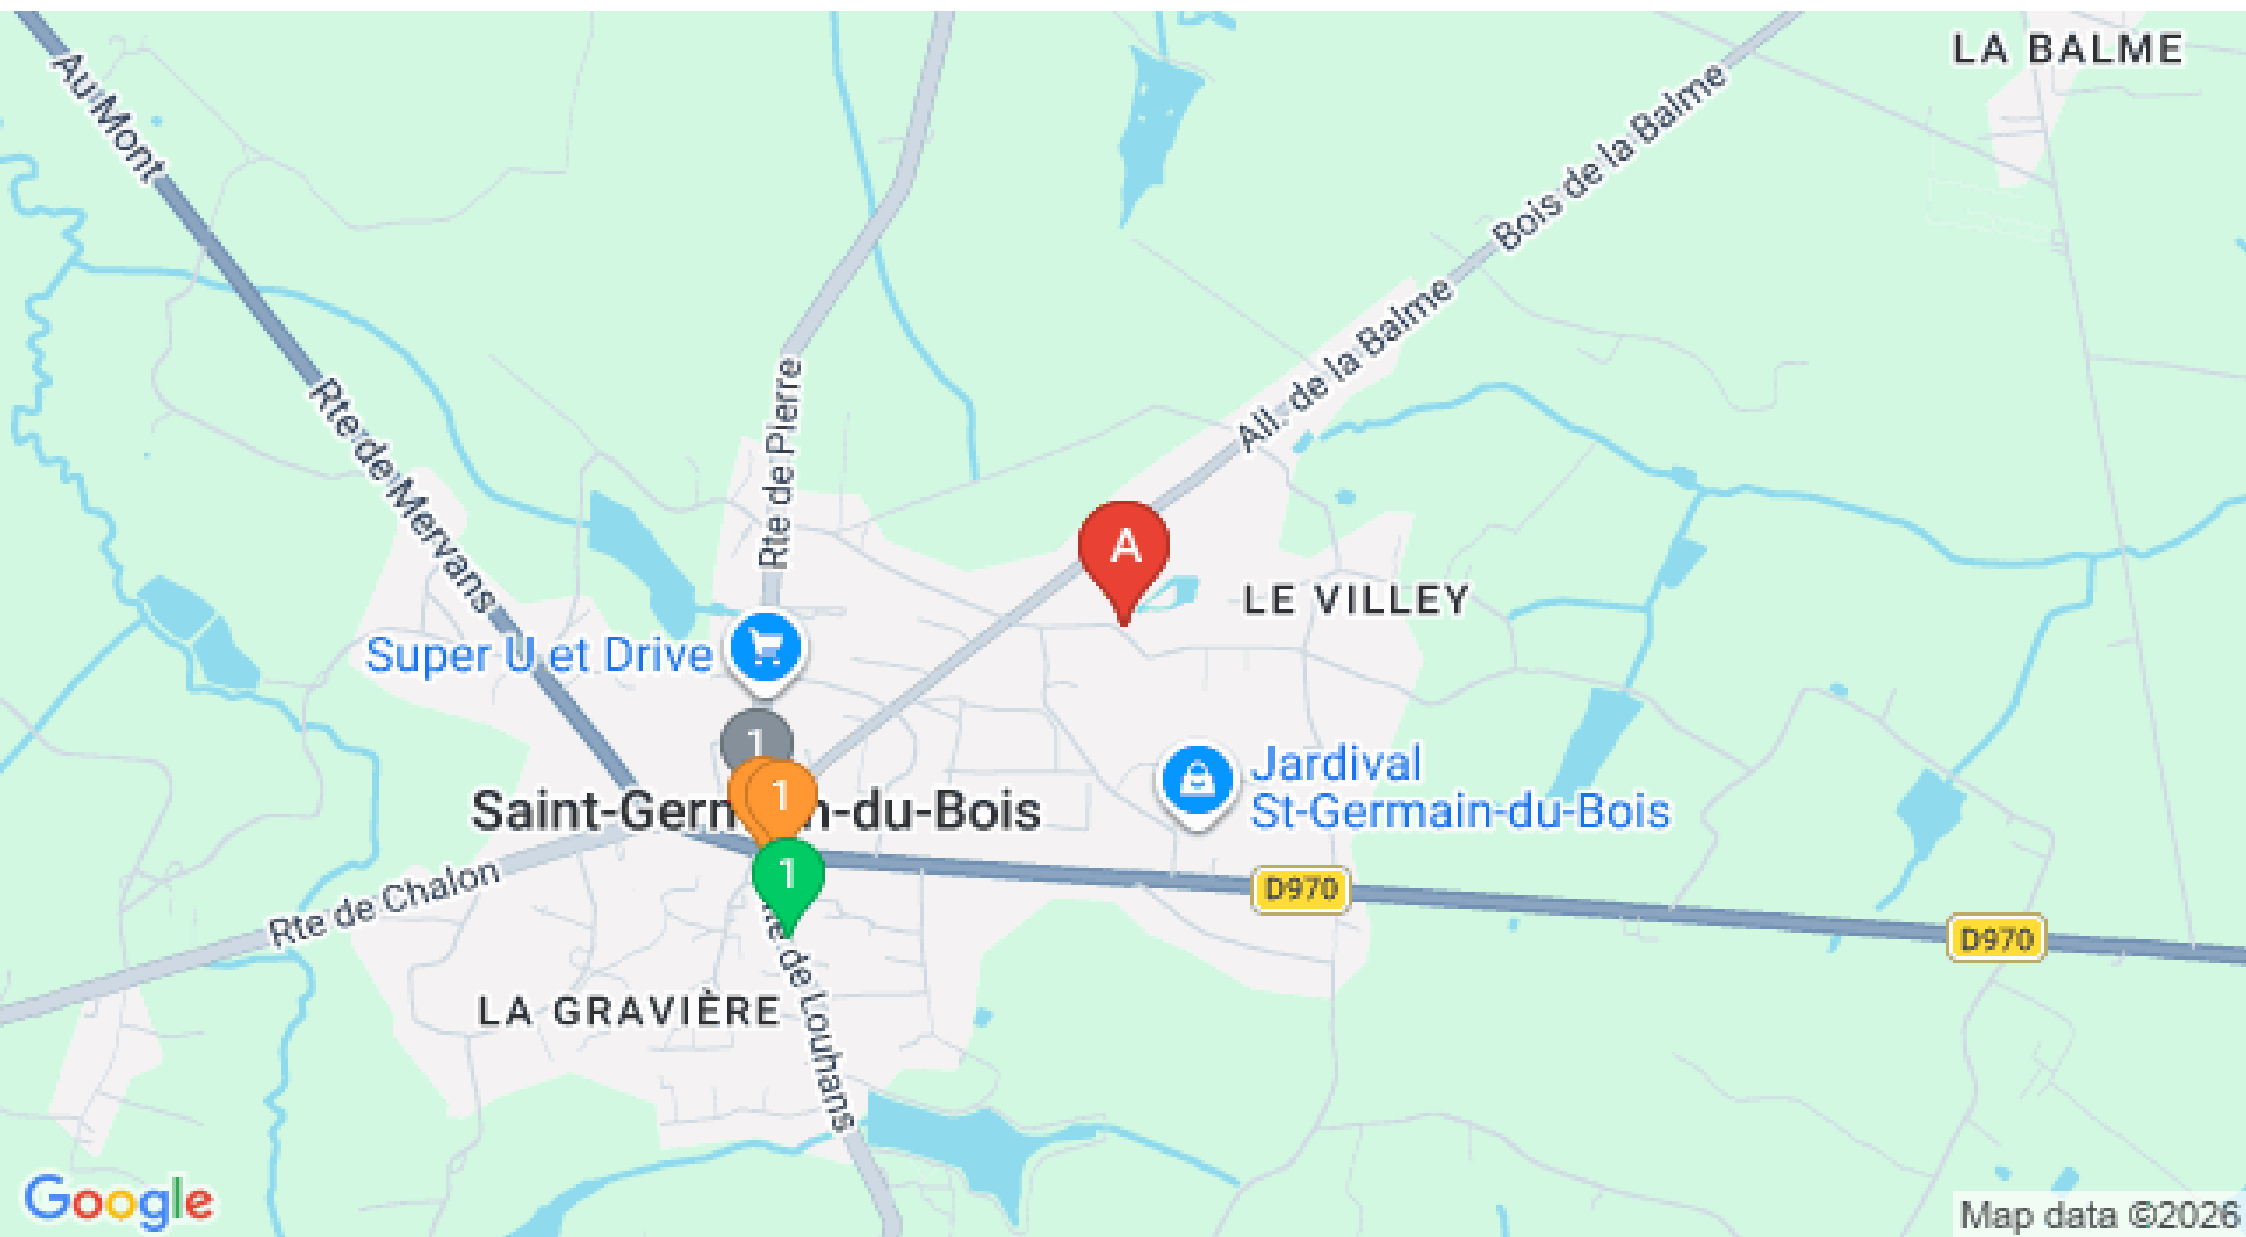 LA BALME
Au Mont
Bois de la Balme
All. de la Balme
Rte de Pierre
Rte de Mervans
A
LE VILLEY
Super U et Drive
1
1
Saint-Germain-du-Bois
Jardival
St-Germain-du-Bois
1
D970
Rte de Chalon
D970
Rte de Louhans
LA GRAVIÈRE
Google
Map data ©2026